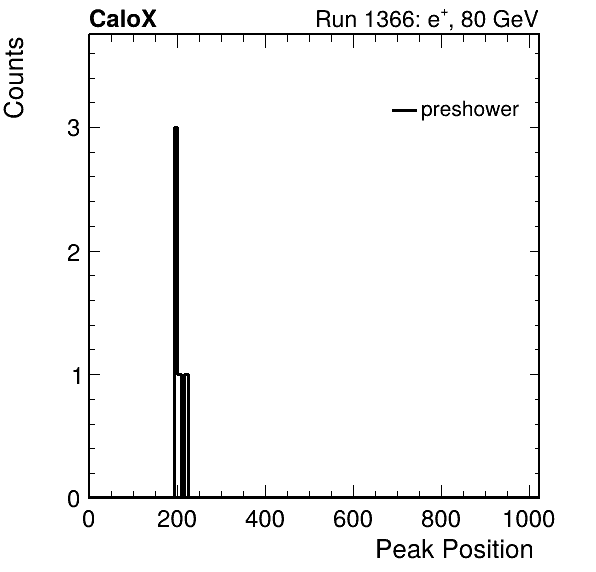 CaloX Run 1366: e⁺, 80 GeV
Counts
preshower
3
2
1
0
0 200 400 600 800 1000
Peak Position